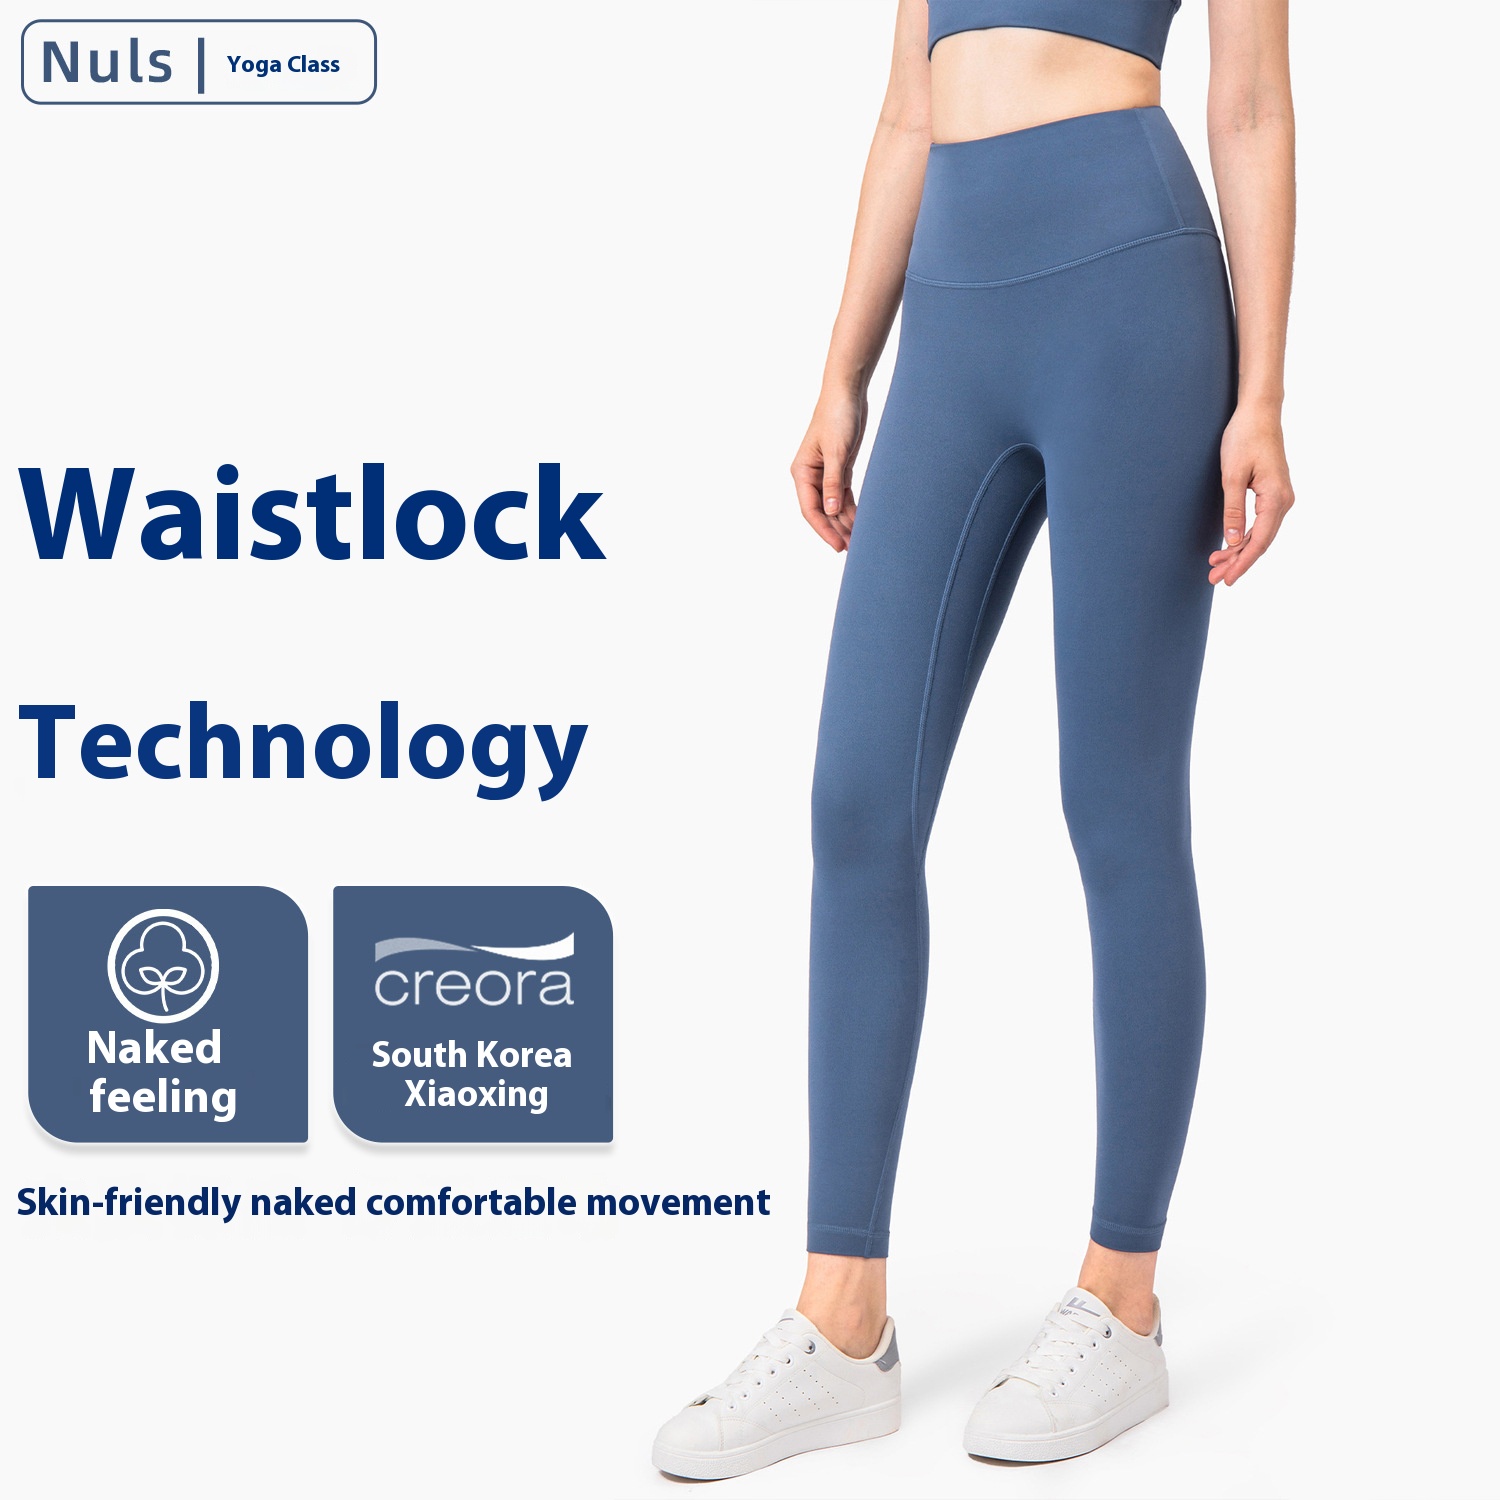 Nuls | Yoga Class
Waistlock
Technology
Naked
feeling
creora
South Korea
Xiaoxing
Skin-friendly naked comfortable movement